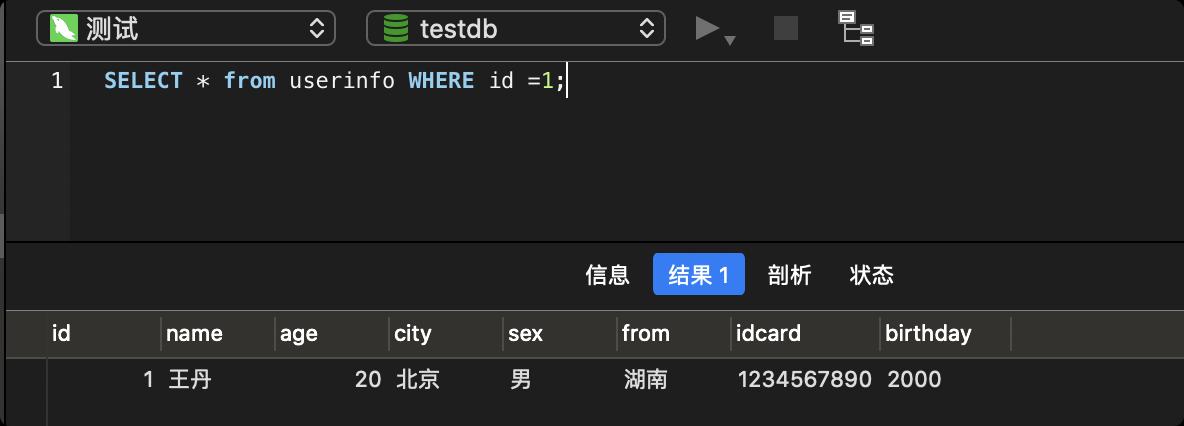 测试 testdb
1 SELECT * from userinfo WHERE id =1;
信息 结果 1 剖析 状态
id name age city sex from idcard birthday
1 王丹 20 北京 男 湖南 1234567890 2000